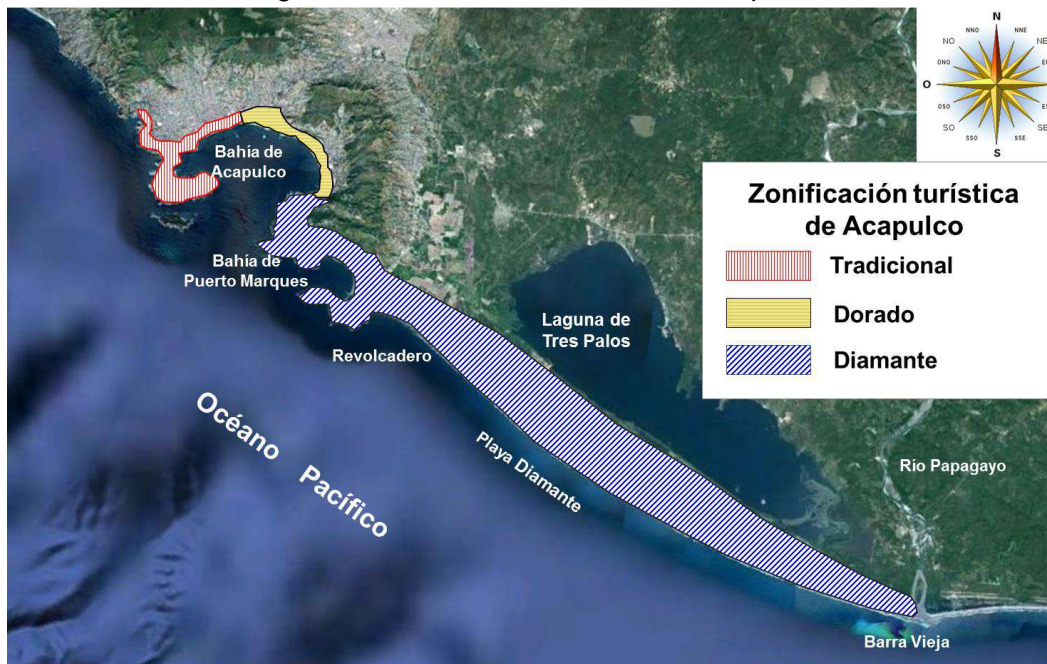 N
NNO
NNE
NO
NE
ONO
O
OSO
SO
SE
SSO
SSE
S
Bahía de
Acapulco
Zonificación turística
de Acapulco
Tradicional
Dorado
Diamante
Bahía de
Puerto Marques
Laguna de
Tres Palos
Revolcadero
Océano Pacífico
Playa Diamante
Río Papagayo
Barra Vieja